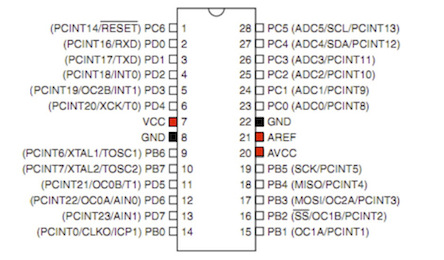 (PCINT14/RESET) PC6 1 28 PC5 (ADC5/SCL/PCINT13)
(PCINT16/RXD) PD0 2 27 PC4 (ADC4/SDA/PCINT12)
(PCINT17/TXD) PD1 3 26 PC3 (ADC3/PCINT11)
(PCINT18/INT0) PD2 4 25 PC2 (ADC2/PCINT10)
(PCINT19/OC2B/INT1) PD3 5 24 PC1 (ADC1/PCINT9)
(PCINT20/XCK/T0) PD4 6 23 PC0 (ADC0/PCINT8)
VCC 7 22 GND
GND 8 21 AREF
(PCINT6/XTAL1/TOSC1) PB6 9 20 AVCC
(PCINT7/XTAL2/TOSC2) PB7 10 19 PB5 (SCK/PCINT5)
(PCINT21/OC0B/T1) PD5 11 18 PB4 (MISO/PCINT4)
(PCINT22/OC0A/AIN0) PD6 12 17 PB3 (MOSI/OC2A/PCINT3)
(PCINT23/AIN1) PD7 13 16 PB2 (SS/OC1B/PCINT2)
(PCINT0/CLKO/ICP1) PB0 14 15 PB1 (OC1A/PCINT1)